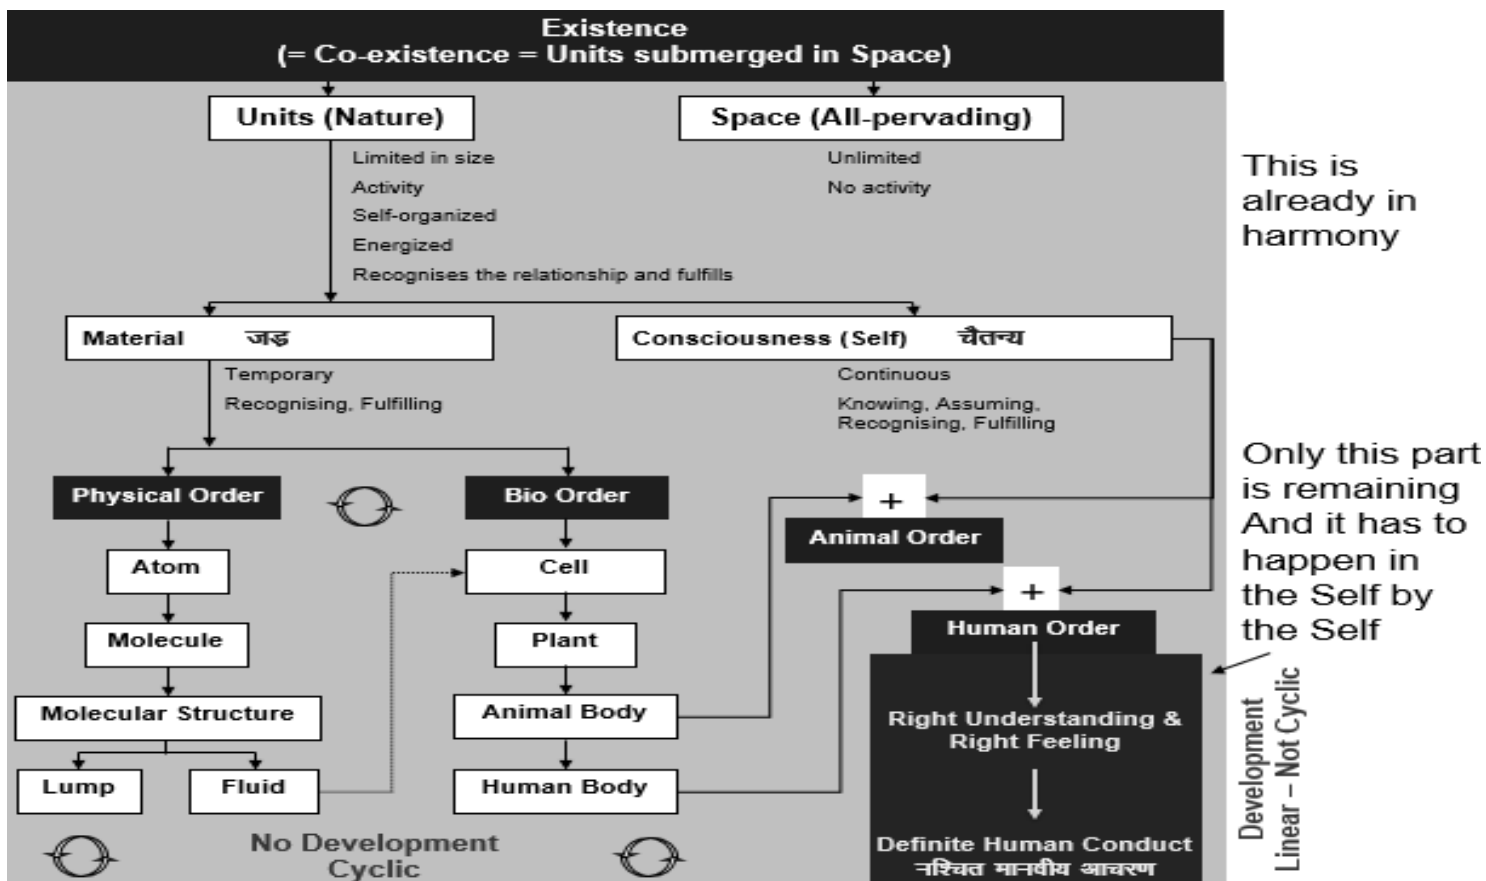 Existence
(= Co-existence = Units submerged in Space)
Units (Nature)
Space (All-pervading)
Limited in size
Activity
Self-organized
Energized
Recognises the relationship and fulfills
Unlimited
No activity
This is
already in
harmony
Material जड़
Consciousness (Self) चैतन्य
Temporary
Recognising, Fulfilling
Continuous
Knowing, Assuming,
Recognising, Fulfilling
Physical Order
Bio Order
+
Animal Order
Atom
Cell
+
Human Order
Molecule
Plant
Molecular Structure
Animal Body
Lump
Fluid
Human Body
Right Understanding &
Right Feeling
Definite Human Conduct
नश्चित मानवीय आचरण
No Development
Cyclic
Only this part
is remaining
And it has to
happen in
the Self by
the Self
Development
Linear – Not Cyclic